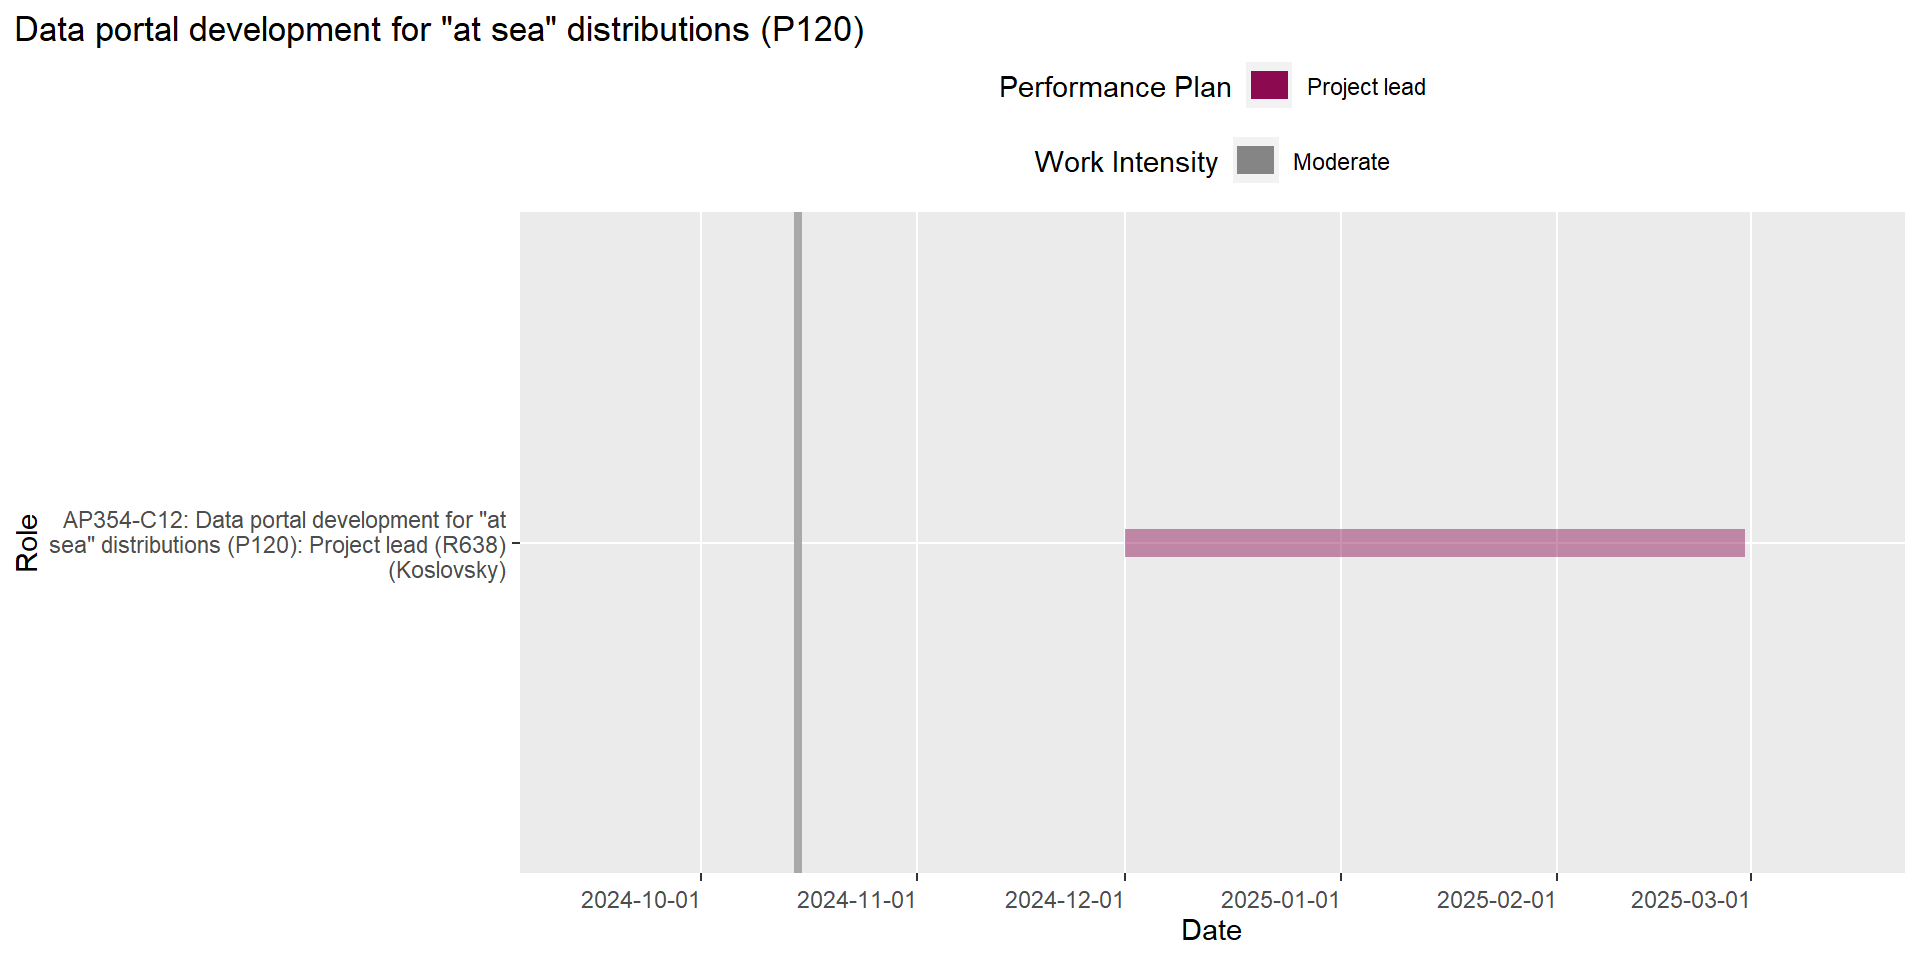 Data portal development for "at sea" distributions (P120)
Performance Plan Project lead
Work Intensity Moderate
Role
AP354-C12: Data portal development for "at
sea" distributions (P120): Project lead (R638)
(Koslovsky)
2024-10-01 2024-11-01 2024-12-01 2025-01-01 2025-02-01 2025-03-01
Date